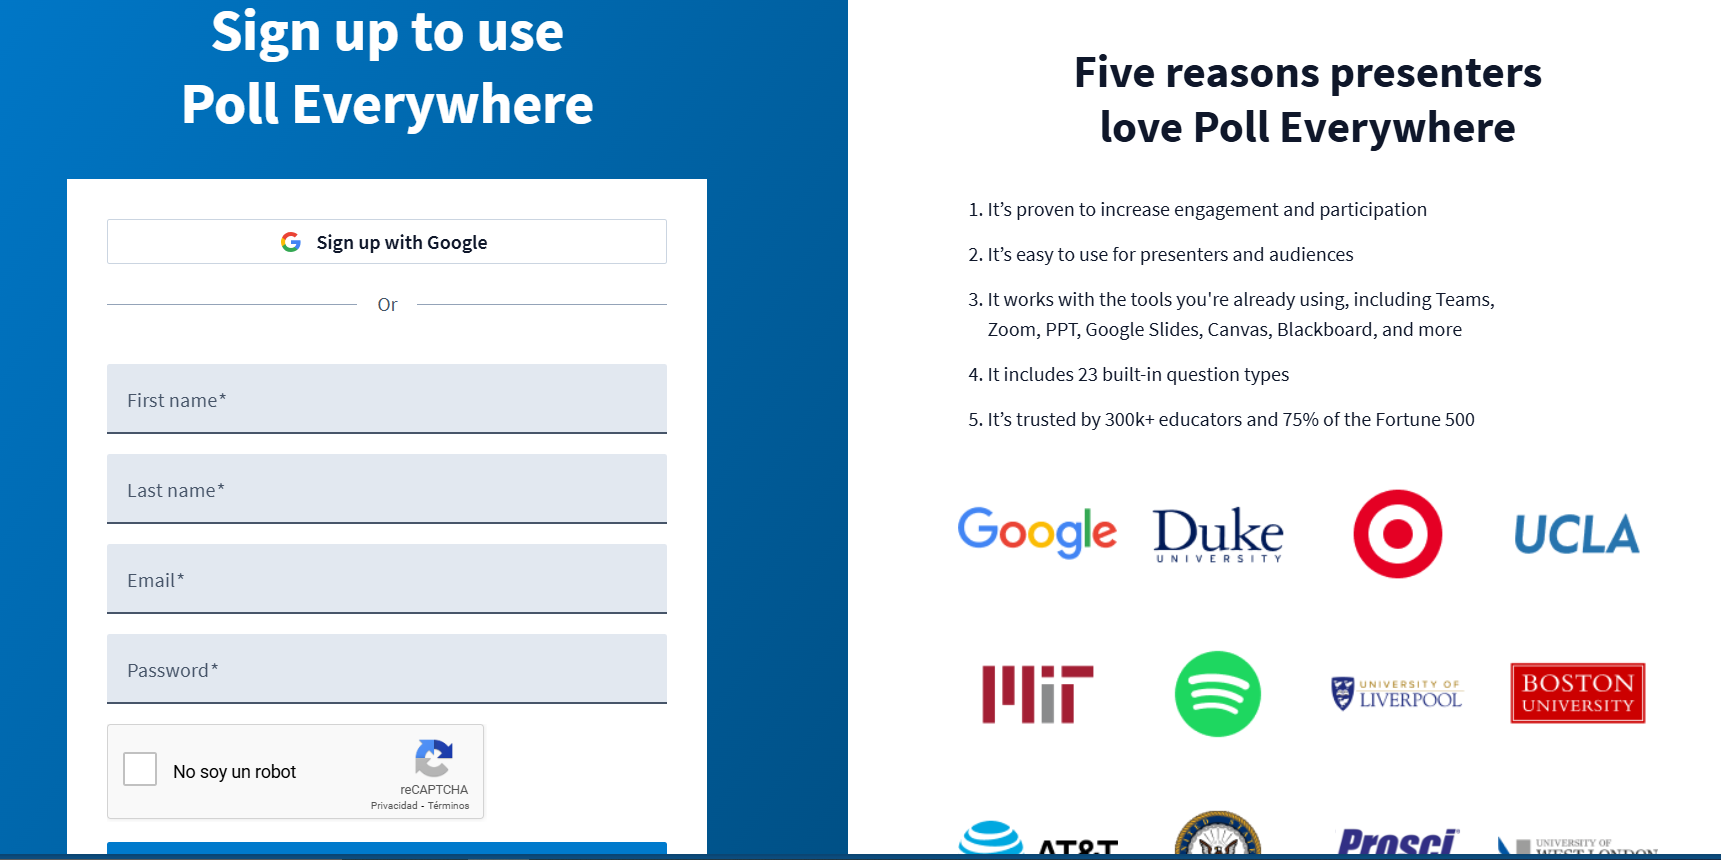 Sign up to use
Poll Everywhere
Sign up with Google
Or
First name*
Last name*
Email*
Password*
No soy un robot
reCAPTCHA
Privacidad - Términos
Five reasons presenters
love Poll Everywhere
1. It’s proven to increase engagement and participation
2. It’s easy to use for presenters and audiences
3. It works with the tools you're already using, including Teams,
Zoom, PPT, Google Slides, Canvas, Blackboard, and more
4. It includes 23 built-in question types
5. It’s trusted by 300k+ educators and 75% of the Fortune 500
Google
Duke
UNIVERSITY
UCLA
MIT
UNIVERSITY OF
LIVERPOOL
BOSTON
UNIVERSITY
AT&T
UNITED STATES
Prosci
UNIVERSITY OF
WEST LONDON